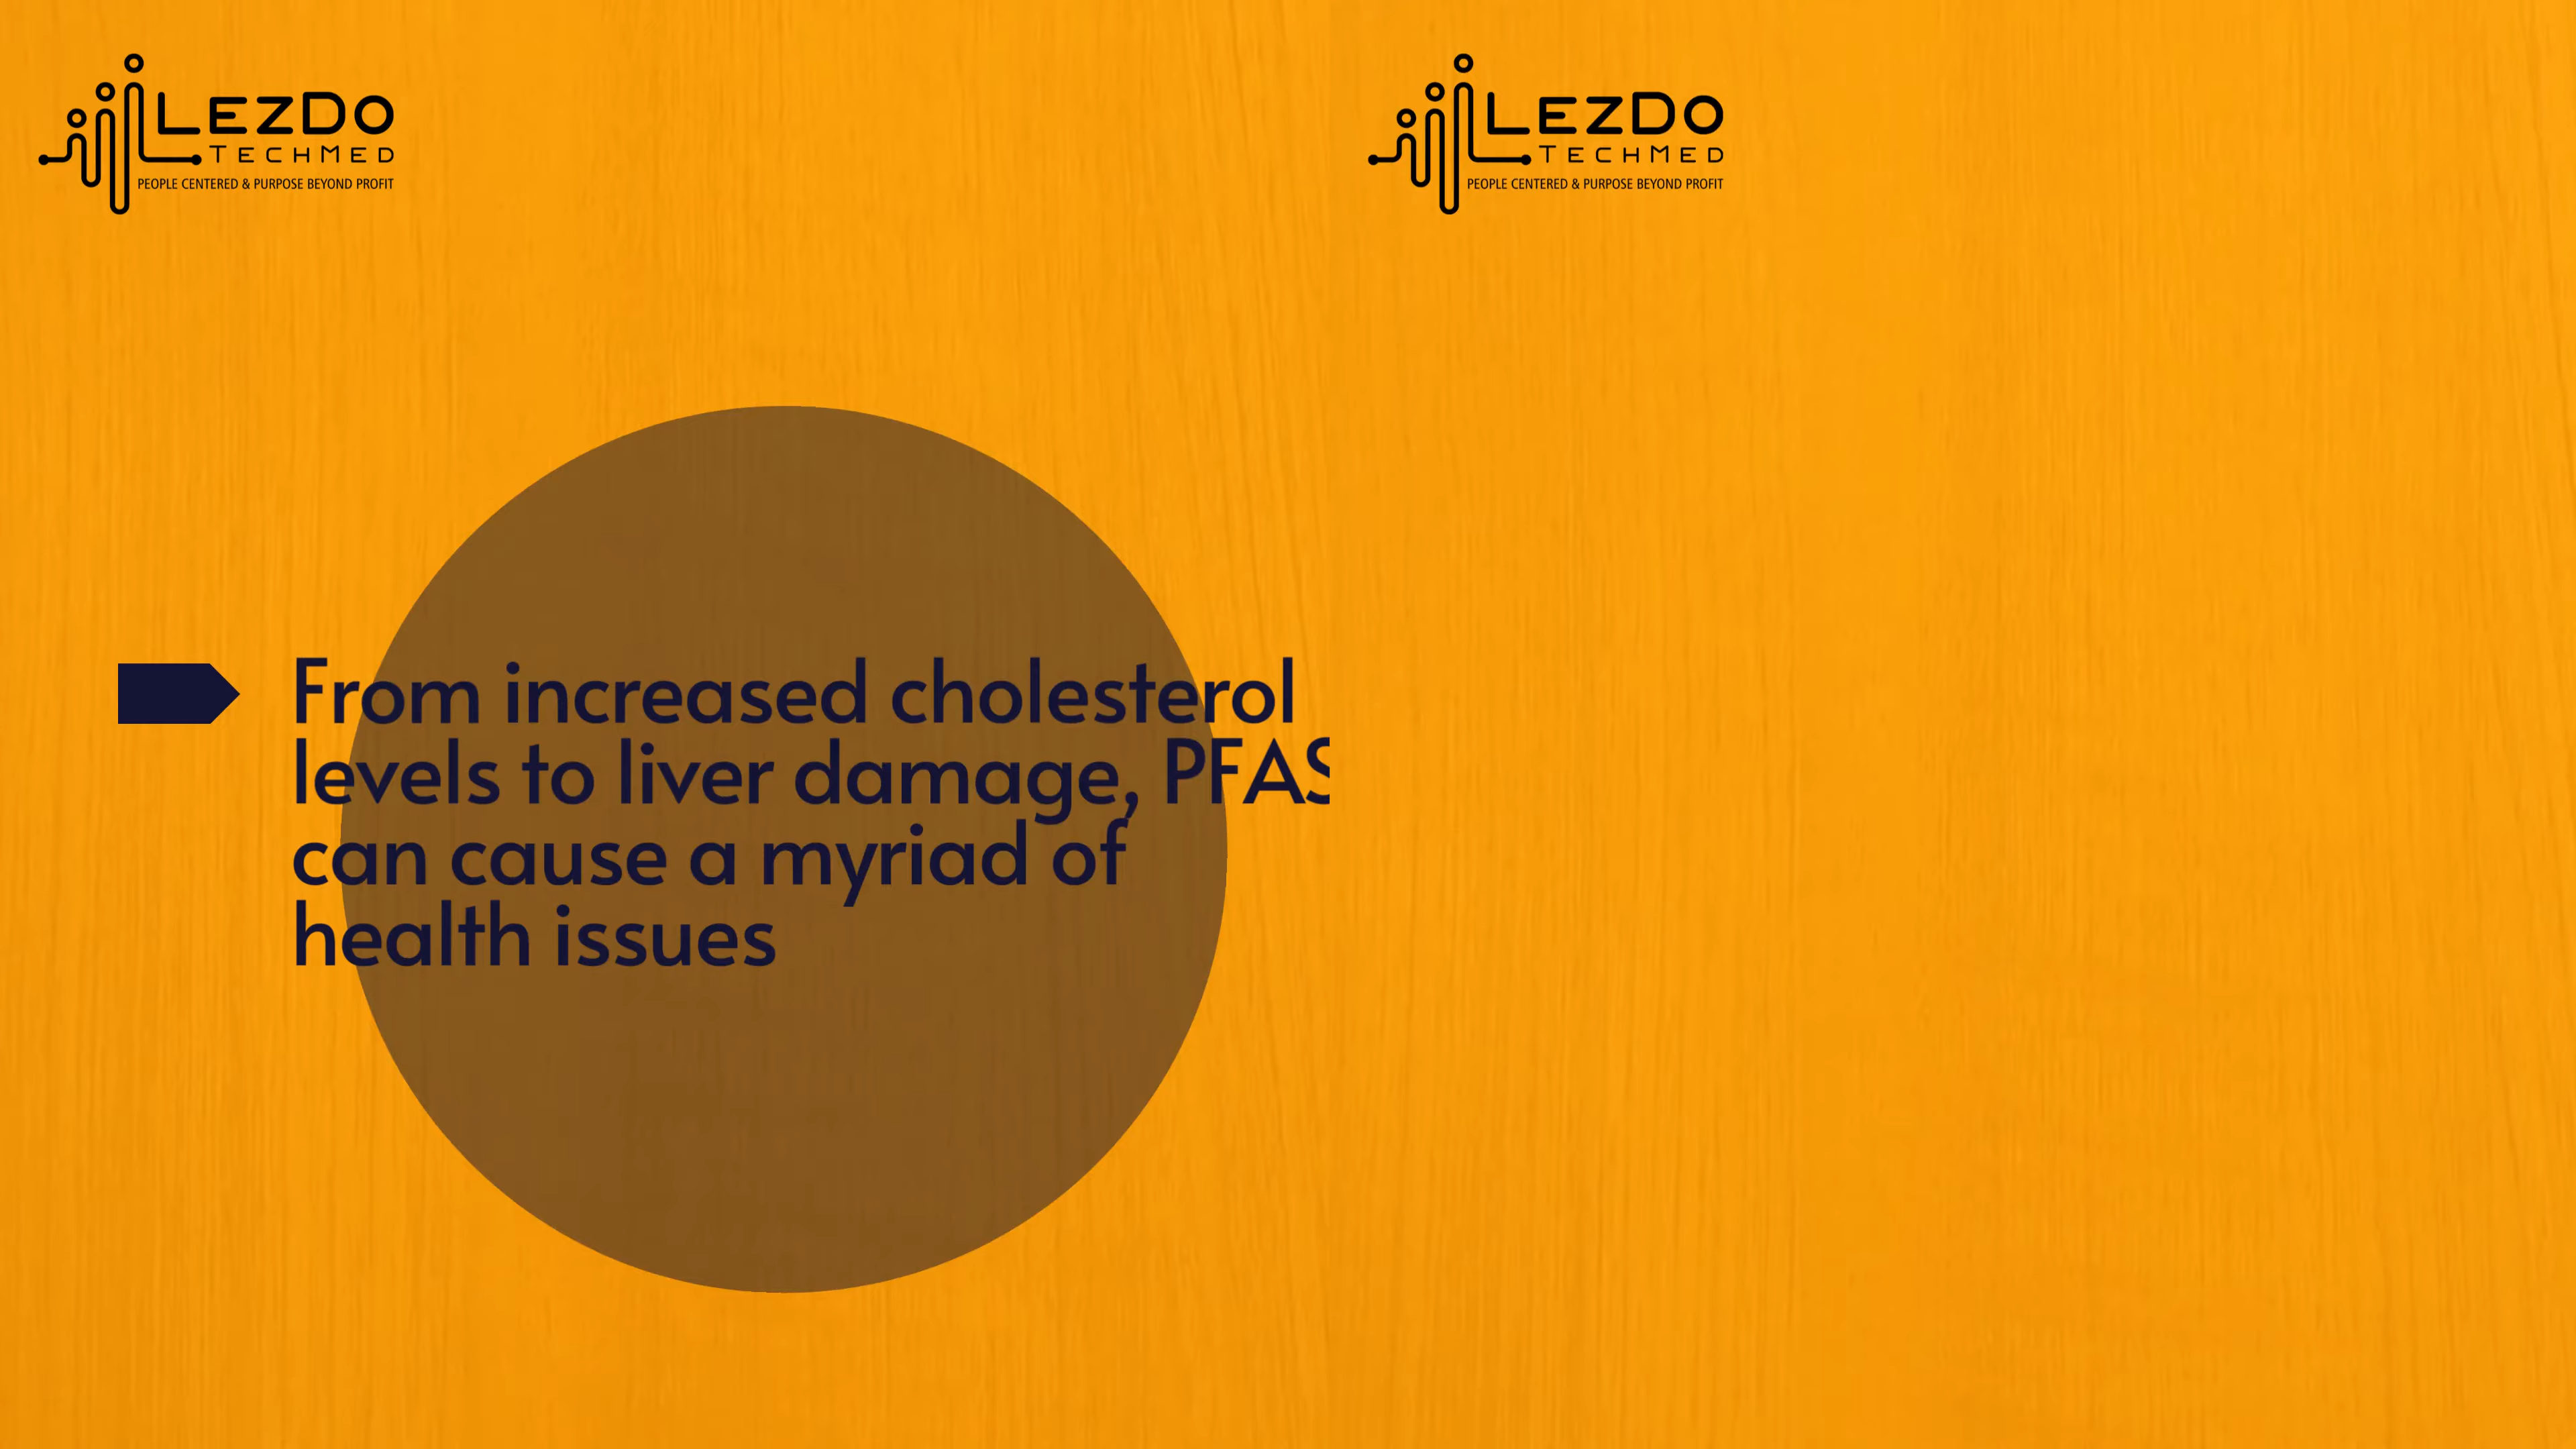 LEZDO
TECHMED
PEOPLE CENTERED & PURPOSE BEYOND PROFIT
LEZDO
TECHMED
PEOPLE CENTERED & PURPOSE BEYOND PROFIT
From increased cholesterol
levels to liver damage, PFAS
can cause a myriad of
health issues